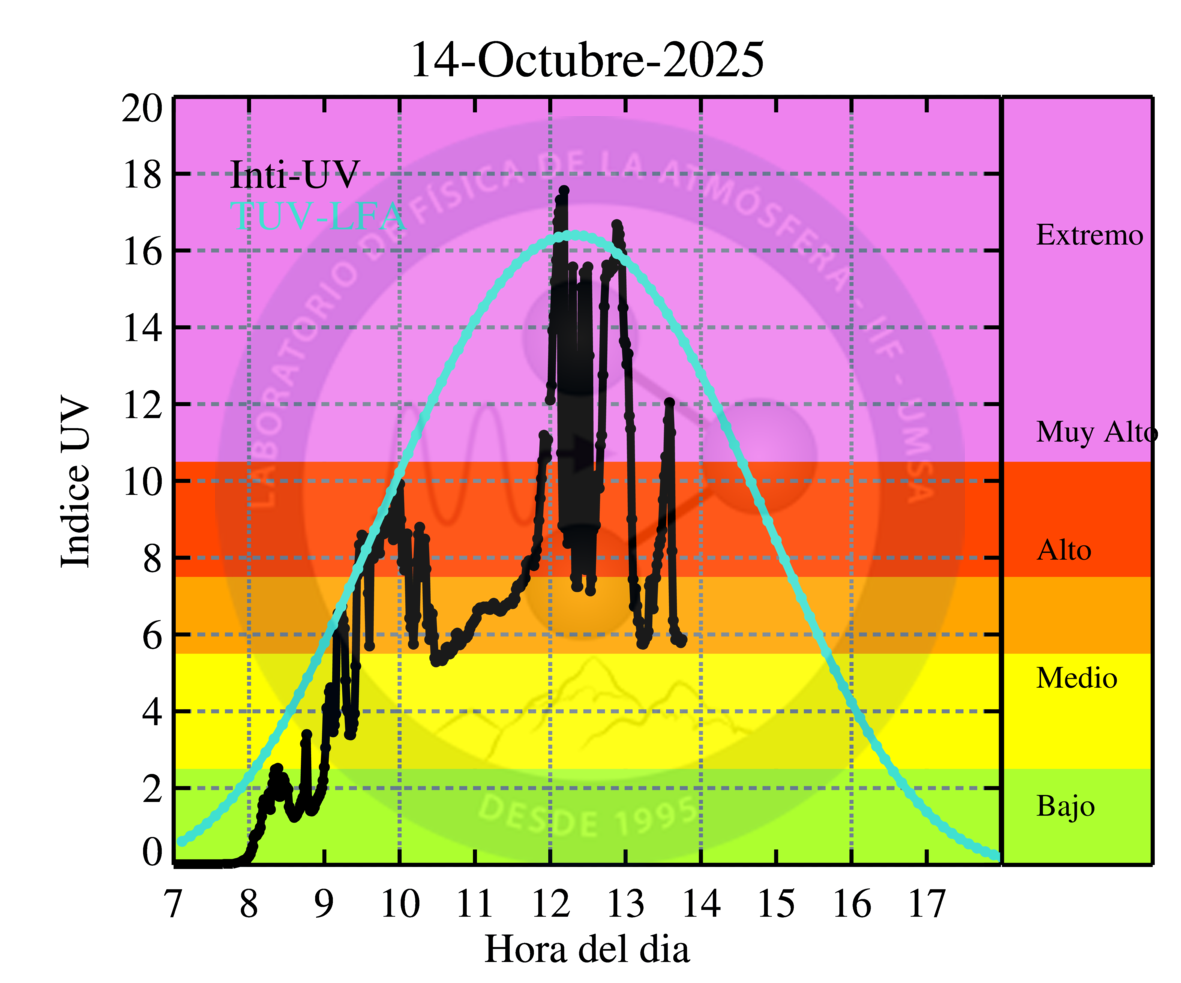 14-Octubre-2025
20
18
16
14
12
10
8
6
4
2
0
Indice UV
Inti-UV
TUV-LFA
LABORATORIO DE FÍSICA DE LA ATMÓSFERA - IIF - UMSA
DESDE 1995
Extremo
Muy Alto
Alto
Medio
Bajo
7 8 9 10 11 12 13 14 15 16 17
Hora del dia